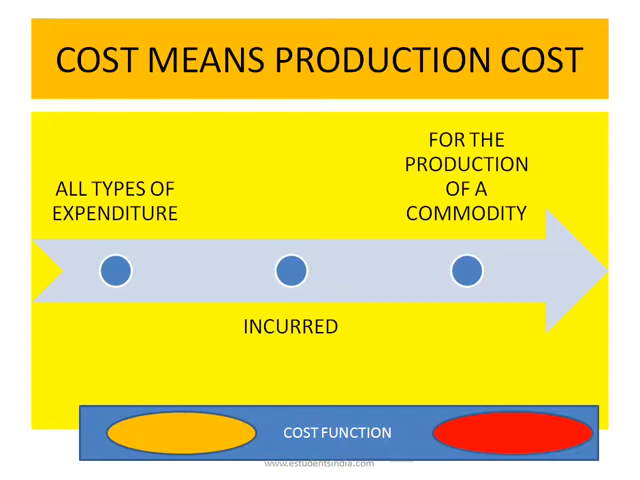 COST MEANS PRODUCTION COST
ALL TYPES OF
EXPENDITURE
INCURRED
FOR THE
PRODUCTION
OF A
COMMODITY
COST FUNCTION
www.estudentsindia.com